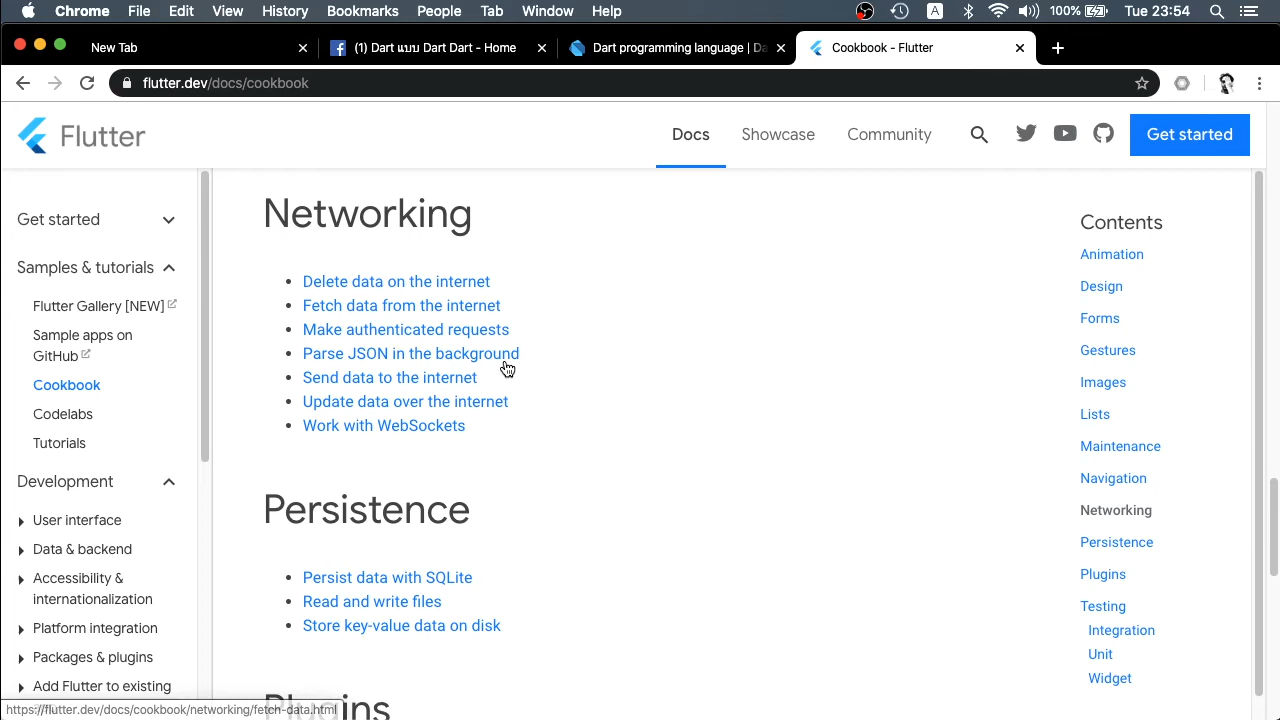 Chrome File Edit View History Bookmarks People Tab Window Help A 100% Tue 23:54
New Tab (1) Dart แบบ Dart Dart - Home Dart programming language | Da Cookbook - Flutter
flutter.dev/docs/cookbook
Flutter Docs Showcase Community Get started
Get started
Samples & tutorials
Flutter Gallery [NEW]
Sample apps on
GitHub
Cookbook
Codelabs
Tutorials
Development
User interface
Data & backend
Accessibility &
internationalization
Platform integration
Packages & plugins
Add Flutter to existing
https://flutter.dev/docs/cookbook/networking/fetch-data.html
Networking
Delete data on the internet
Fetch data from the internet
Make authenticated requests
Parse JSON in the background
Send data to the internet
Update data over the internet
Work with WebSockets
Persistence
Persist data with SQLite
Read and write files
Store key-value data on disk
Plugins
Contents
Animation
Design
Forms
Gestures
Images
Lists
Maintenance
Navigation
Networking
Persistence
Plugins
Testing
Integration
Unit
Widget